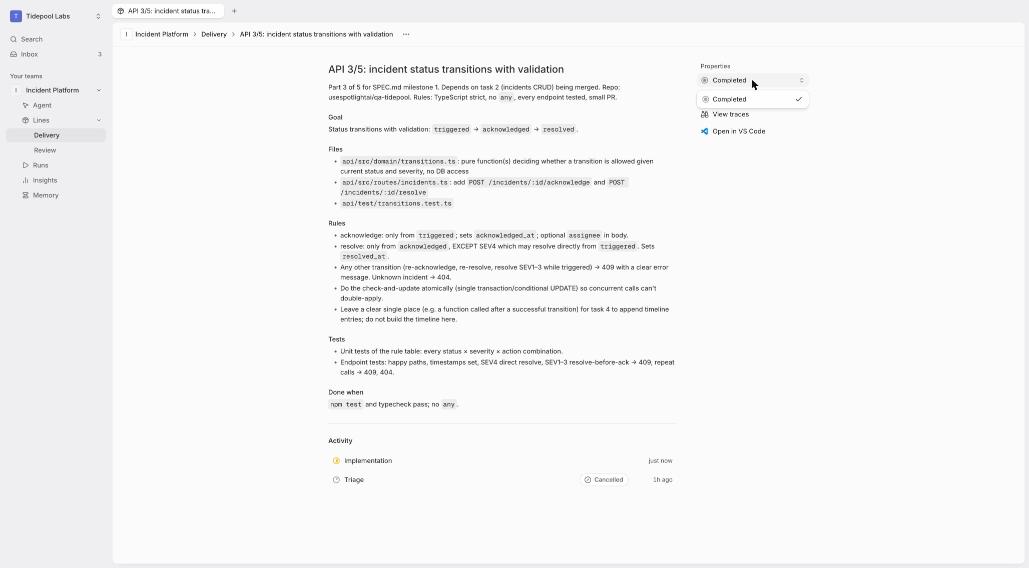 T Tidepool Labs
Search
Inbox 3
Your teams
I Incident Platform
Agent
Lines
Delivery
Review
Runs
Insights
Memory
API 3/5: incident status tra...
I Incident Platform > Delivery > API 3/5: incident status transitions with validation
API 3/5: incident status transitions with validation
Part 3 of 5 for SPEC.md milestone 1. Depends on task 2 (incidents CRUD) being merged. Repo:
usespotlightai/qa-tidepool. Rules: TypeScript strict, no any, every endpoint tested, small PR.
Goal
Status transitions with validation: triggered → acknowledged → resolved.
Files
• api/src/domain/transitions.ts: pure function(s) deciding whether a transition is allowed given
current status and severity, no DB access
• api/src/routes/incidents.ts: add POST /incidents/:id/acknowledge and POST
/incidents/:id/resolve
• api/test/transitions.test.ts
Rules
• acknowledge: only from triggered; sets acknowledged_at; optional assignee in body.
• resolve: only from acknowledged, EXCEPT SEV4 which may resolve directly from triggered. Sets
resolved_at.
• Any other transition (re-acknowledge, re-resolve, resolve SEV1–3 while triggered) → 409 with a clear error
message. Unknown incident → 404.
• Do the check-and-update atomically (single transaction/conditional UPDATE) so concurrent calls can't
double-apply.
• Leave a clear single place (e.g. a function called after a successful transition) for task 4 to append timeline
entries; do not build the timeline here.
Tests
• Unit tests of the rule table: every status × severity × action combination.
• Endpoint tests: happy paths, timestamps set, SEV4 direct resolve, SEV1–3 resolve-before-ack → 409, repeat
calls → 409, 404.
Done when
npm test and typecheck pass; no any.
Activity
Implementation just now
Triage Cancelled 1h ago
Properties
Completed
Completed
View traces
Open in VS Code